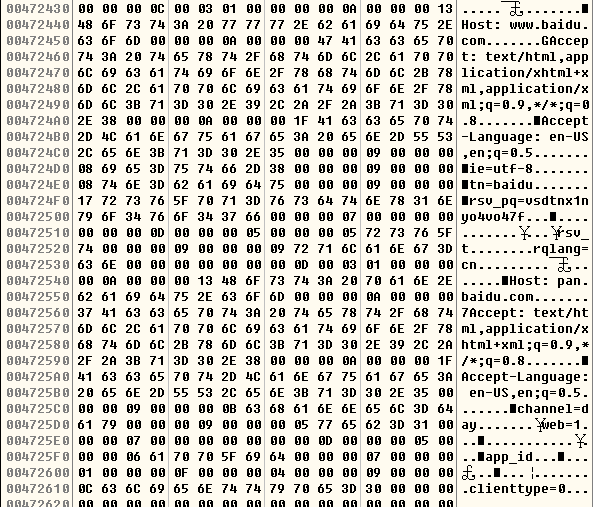 00472430 00 00 00 0C 00 03 01 00 00 00 00 00 00 00 00 13
00472440 48 6F 73 74 3A 20 77 77 77 2E 62 61 69 64 75 2E Host: www.baidu.
00472450 63 6F 6D 00 00 00 0A 00 00 00 47 41 63 63 65 70 com.......GAccep
00472460 74 3A 20 74 65 78 74 2F 68 74 6D 6C 2C 61 70 70 t: text/html,app
00472470 6C 69 63 61 74 69 6F 6E 2F 78 68 74 6D 6C 2B 78 lication/xhtml+x
00472480 6D 6C 2C 61 70 70 6C 69 63 61 74 69 6F 6E 2F 78 ml,application/x
00472490 6D 6C 3B 71 3D 30 2E 39 2C 2A 2F 2A 3B 71 3D 30 ml;q=0.9,*/*;q=0
004724A0 2E 38 00 00 00 0A 00 00 00 1F 41 63 63 65 70 74 .8.......■Accept
004724B0 2D 4C 61 6E 67 75 61 67 65 3A 20 65 6E 2D 55 53 -Language: en-US
004724C0 2C 65 6E 3B 71 3D 30 2E 35 00 00 00 09 00 00 00 ,en;q=0.5.......
004724D0 08 69 65 3D 75 74 66 2D 38 00 00 00 09 00 00 00 ■ie=utf-8.......
004724E0 08 74 6E 3D 62 61 69 64 75 00 00 00 09 00 00 00 ■tn=baidu.......
004724F0 17 72 73 76 5F 70 71 3D 76 73 64 74 6E 78 31 6E ■rsv_pq=vsdtnx1n
00472500 79 6F 34 76 6F 34 37 66 00 00 00 07 00 00 00 yo4vo47f...■....
00472510 00 00 0D 00 00 00 05 00 00 00 05 72 73 76 5F rsv_
00472520 74 00 00 00 09 00 00 00 09 72 71 6C 61 6E 67 3D t........rqlang=
00472530 63 6E 00 00 00 00 00 00 00 0D 00 03 01 00 00 00 cn
00472540 00 00 0A 00 00 00 13 48 6F 73 74 3A 20 70 61 6E 2E ......■Host: pan.
00472550 62 61 69 64 75 2E 63 6F 6D 00 00 00 0A 00 00 00 baidu.com.......
00472560 37 41 63 63 65 70 74 3A 20 74 65 78 74 2F 68 74 7Accept: text/ht
00472570 6D 6C 2C 61 70 70 6C 69 63 61 74 69 6F 6E 2F 78 ml,application/x
00472580 68 74 6D 6C 2B 78 6D 6C 3B 71 3D 30 2E 39 2C 2A html+xml;q=0.9,*
00472590 2F 2A 3B 71 3D 30 2E 38 00 00 00 0A 00 00 00 1F /*;q=0.8.......■
004725A0 41 63 63 65 70 74 2D 4C 61 6E 67 75 61 67 65 3A Accept-Language:
004725B0 20 65 6E 2D 55 53 2C 65 6E 3B 71 3D 30 2E 35 00  en-US,en;q=0.5.
004725C0 00 00 09 00 00 00 0B 63 68 61 6E 6E 65 6C 3D 64 .......■channel=d
004725D0 61 79 00 00 00 09 00 00 00 05 77 65 62 3D 31 00 ay web=1.
004725E0 00 00 07 00 00 00 00 00 00 00 0D 00 00 00 05 00
004725F0 00 00 06 61 70 70 5F 69 64 00 00 00 07 00 00 00 ..■app_id...■...
00472600 01 00 00 00 0F 00 00 00 04 00 00 00 09 00 00 00
00472610 0C 63 6C 69 65 6E 74 74 79 70 65 3D 30 00 00 00 .clienttype=0...
00472620